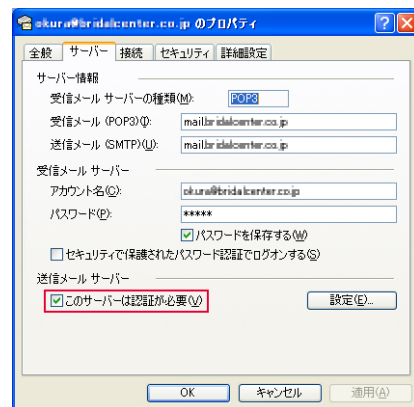 okura@bridalcenter.co.jp のプロパティ
全般 サーバー 接続 セキュリティ 詳細設定
サーバー情報
受信メール サーバーの種類(M): POP3
受信メール (POP3)(I): mail.bridalcenter.co.jp
送信メール (SMTP)(U): mail.bridalcenter.co.jp
受信メール サーバー
アカウント名(C): okura@bridalcenter.co.jp
パスワード(P): *****
パスワードを保存する(W)
セキュリティで保護されたパスワード認証でログオンする(S)
送信メール サーバー
このサーバーは認証が必要(V) 設定(E)...
OK キャンセル 適用(A)